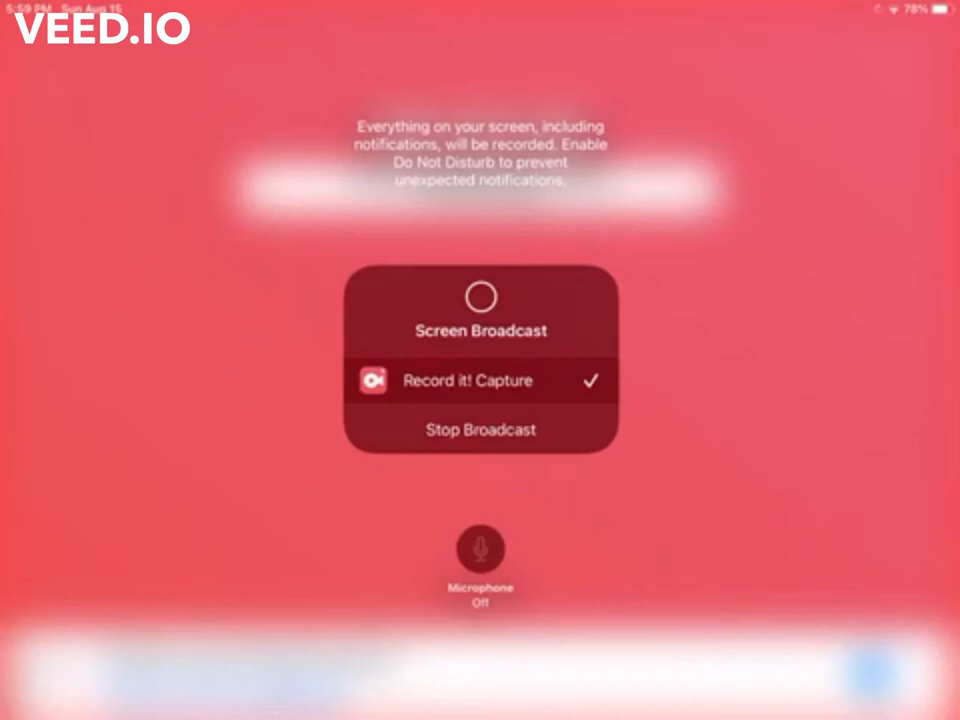 5:59 PM Sun Aug 15
78%
VEED.IO
Everything on your screen, including
notifications, will be recorded. Enable
Do Not Disturb to prevent
unexpected notifications.
Screen Broadcast
Record it! Capture
Stop Broadcast
Microphone
Off